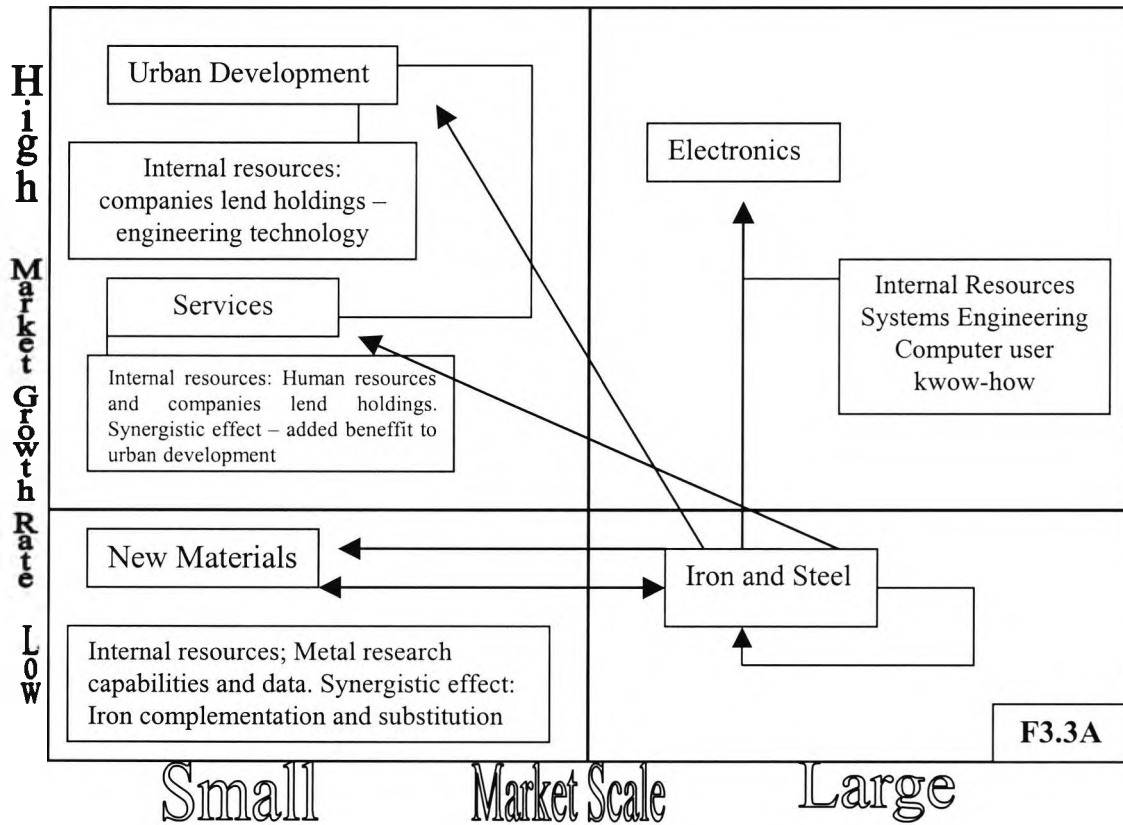 High
Market Growth Rate
Low
Urban Development
Internal resources:
companies lend holdings –
engineering technology
Services
Internal resources: Human resources
and companies lend holdings.
Synergistic effect – added beneffit to
urban development
Electronics
Internal Resources
Systems Engineering
Computer user
kwow-how
New Materials
Internal resources; Metal research
capabilities and data. Synergistic effect:
Iron complementation and substitution
Iron and Steel
F3.3A
Small Market Scale Large